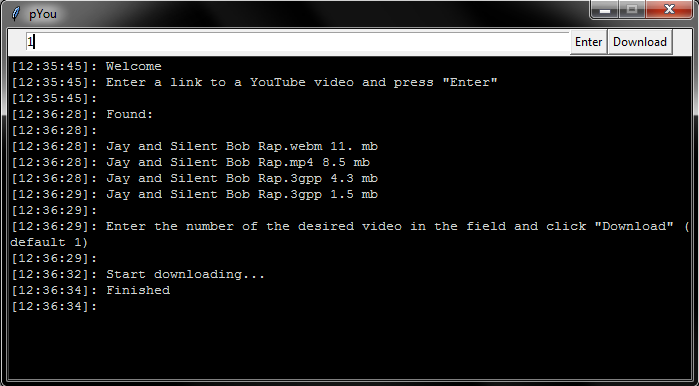 pYou
1 Enter Download
[12:35:45]: Welcome
[12:35:45]: Enter a link to a YouTube video and press "Enter"
[12:35:45]:
[12:36:28]: Found:
[12:36:28]:
[12:36:28]: Jay and Silent Bob Rap.webm 11. mb
[12:36:28]: Jay and Silent Bob Rap.mp4 8.5 mb
[12:36:28]: Jay and Silent Bob Rap.3gpp 4.3 mb
[12:36:29]: Jay and Silent Bob Rap.3gpp 1.5 mb
[12:36:29]:
[12:36:29]: Enter the number of the desired video in the field and click "Download" (
default 1)
[12:36:29]:
[12:36:32]: Start downloading...
[12:36:34]: Finished
[12:36:34]: